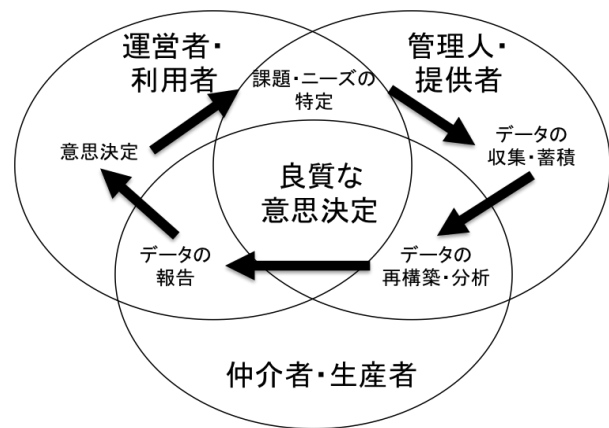 運営者・
利用者
管理人・
提供者
課題・ニーズの
特定
データの
収集・蓄積
意思決定
良質な
意思決定
データの
報告
データの
再構築・分析
仲介者・生産者